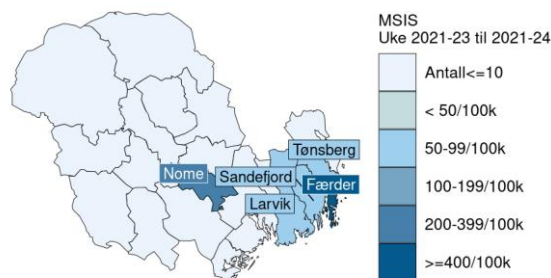 MSIS
Uke 2021-23 til 2021-24
Antall<=10
< 50/100k
50-99/100k
100-199/100k
200-399/100k
>=400/100k
Tønsberg
Nome
Sandefjord
Færder
Larvik